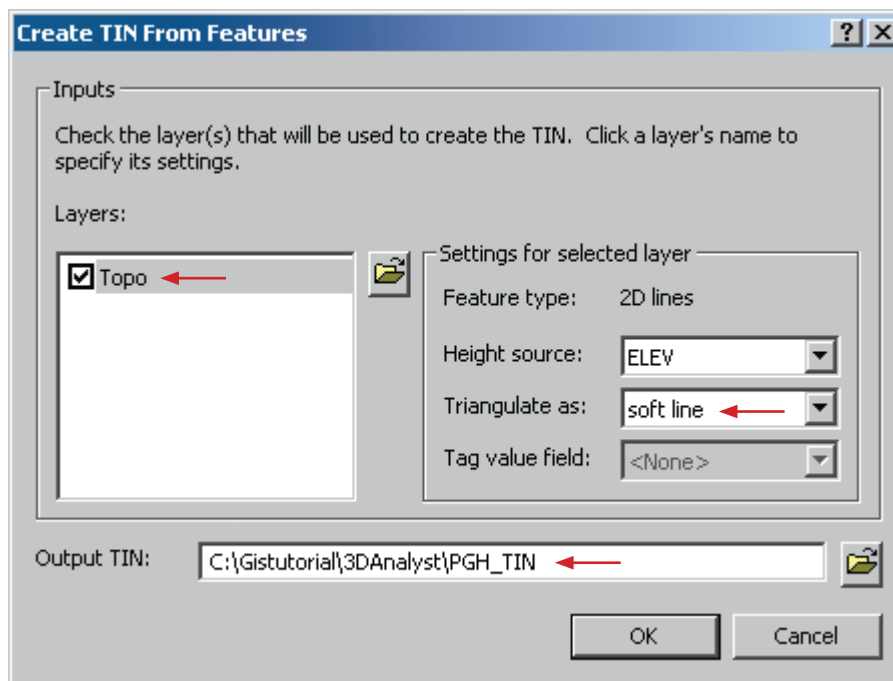 Create TIN From Features
Inputs
Check the layer(s) that will be used to create the TIN. Click a layer's name to
specify its settings.
Layers:
Topo
Settings for selected layer
Feature type: 2D lines
Height source: ELEV
Triangulate as: soft line
Tag value field: <None>
Output TIN: C:\Gistutorial\3DAnalyst\PGH_TIN
OK Cancel